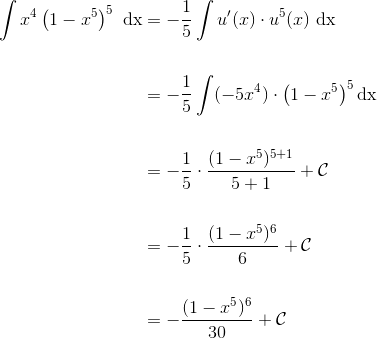 ∫ x⁴ (1 − x⁵)⁵ dx = −1/5 ∫ u′(x) · u⁵(x) dx
= −1/5 ∫ (−5x⁴) · (1 − x⁵)⁵ dx
= −1/5 · (1 − x⁵)⁵⁺¹/(5 + 1) + 𝒞
= −1/5 · (1 − x⁵)⁶/6 + 𝒞
= −(1 − x⁵)⁶/30 + 𝒞